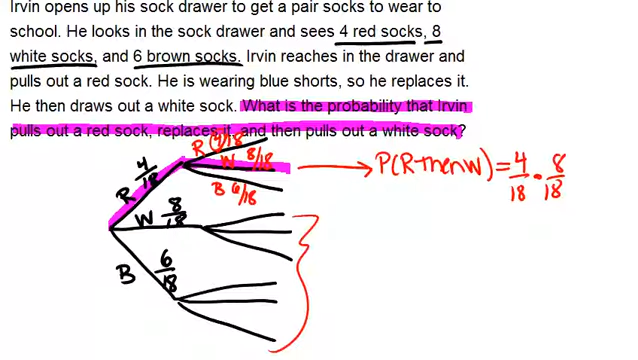 Irvin opens up his sock drawer to get a pair socks to wear to
school. He looks in the sock drawer and sees 4 red socks, 8
white socks, and 6 brown socks. Irvin reaches in the drawer and
pulls out a red sock. He is wearing blue shorts, so he replaces it.
He then draws out a white sock. What is the probability that Irvin
pulls out a red sock, replaces it, and then pulls out a white sock?
R 4/18
W 8/18
B 6/18
P(R then W) = 4/18 · 8/18
R 4/18
W 8/18
B 6/18